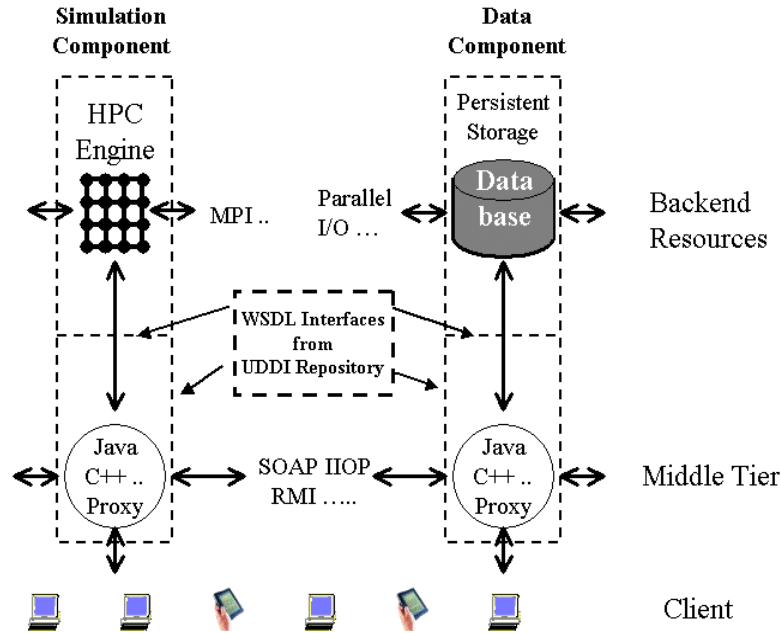 Simulation
Component
Data
Component
HPC
Engine
Persistent
Storage
Data
base
MPI ..
Parallel
I/O …
Backend
Resources
WSDL Interfaces
from
UDDI Repository
Java
C++ ..
Proxy
SOAP IIOP
RMI …..
Java
C++ ..
Proxy
Middle Tier
Client